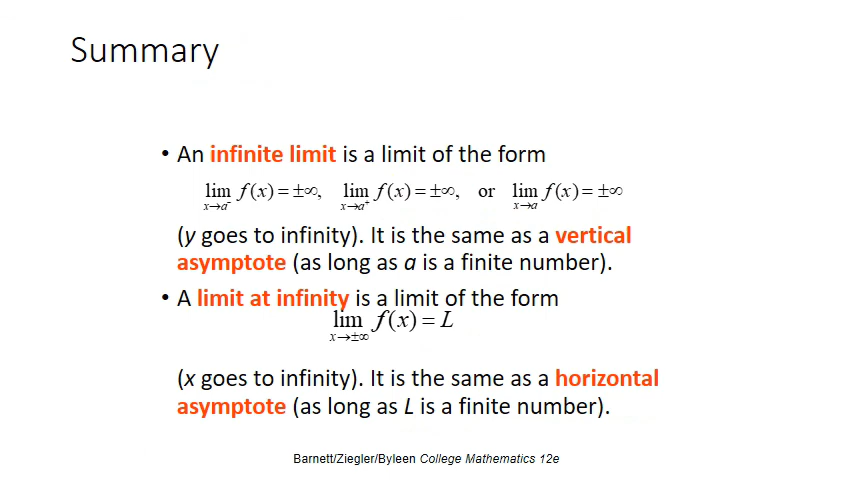 Summary
• An infinite limit is a limit of the form
lim x→a⁻ f(x) = ±∞, lim x→a⁺ f(x) = ±∞, or lim x→a f(x) = ±∞
(y goes to infinity). It is the same as a vertical
asymptote (as long as a is a finite number).
• A limit at infinity is a limit of the form
lim x→±∞ f(x) = L
(x goes to infinity). It is the same as a horizontal
asymptote (as long as L is a finite number).
Barnett/Ziegler/Byleen College Mathematics 12e